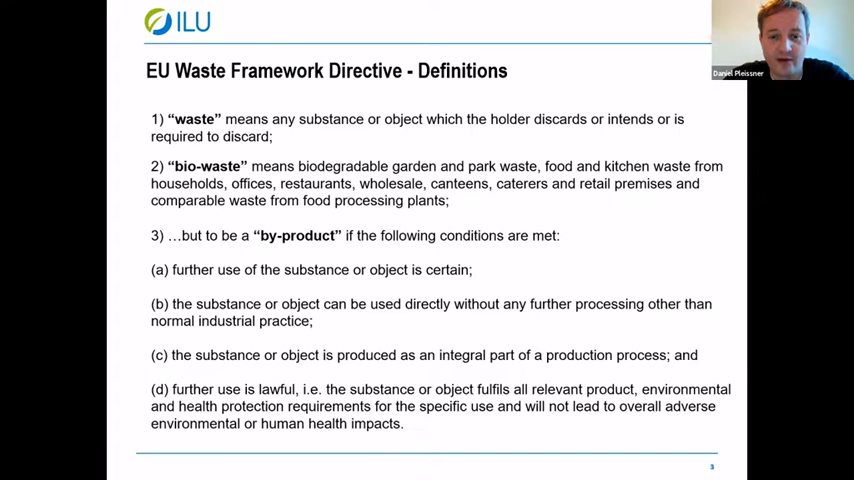 ILU
Daniel Pleissner
EU Waste Framework Directive - Definitions
1) “waste” means any substance or object which the holder discards or intends or is
required to discard;
2) “bio-waste” means biodegradable garden and park waste, food and kitchen waste from
households, offices, restaurants, wholesale, canteens, caterers and retail premises and
comparable waste from food processing plants;
3) …but to be a “by-product” if the following conditions are met:
(a) further use of the substance or object is certain;
(b) the substance or object can be used directly without any further processing other than
normal industrial practice;
(c) the substance or object is produced as an integral part of a production process; and
(d) further use is lawful, i.e. the substance or object fulfils all relevant product, environmental
and health protection requirements for the specific use and will not lead to overall adverse
environmental or human health impacts.
3